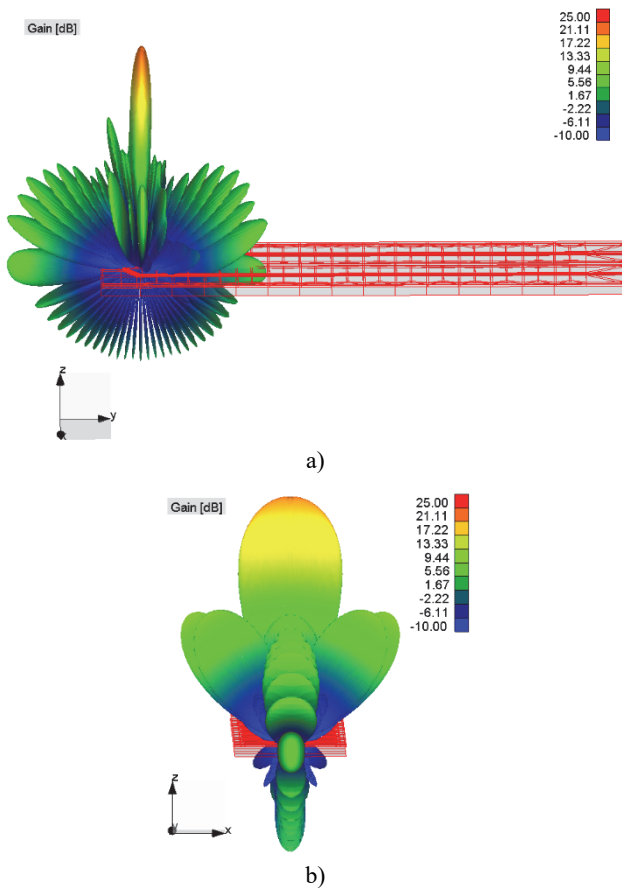 Gain [dB]
25.00
21.11
17.22
13.33
9.44
5.56
1.67
-2.22
-6.11
-10.00
z
y
x
a)
Gain [dB]
25.00
21.11
17.22
13.33
9.44
5.56
1.67
-2.22
-6.11
-10.00
z
y
x
b)